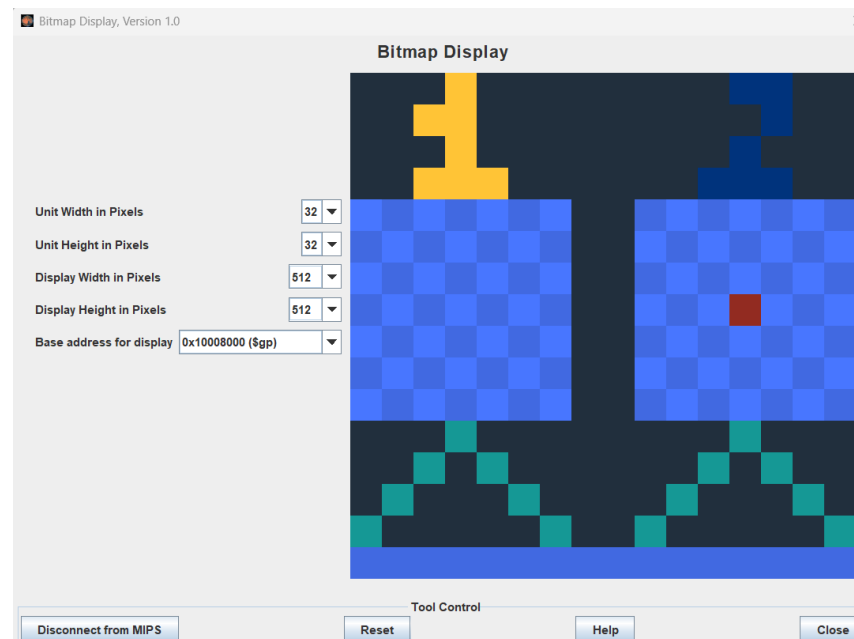 Bitmap Display, Version 1.0
Bitmap Display
1
2
Unit Width in Pixels 32
Unit Height in Pixels 32
Display Width in Pixels 512
Display Height in Pixels 512
Base address for display 0x10008000 ($gp)
Tool Control
Disconnect from MIPS Reset Help Close